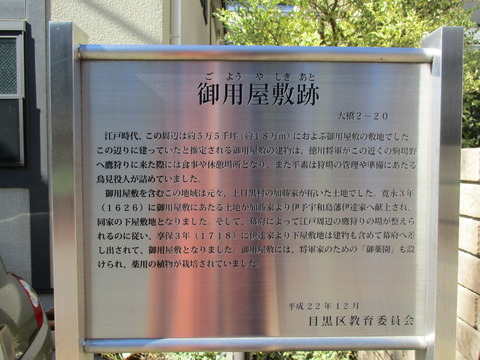 ごようやしきあと
御用屋敷跡
大橋2-20
江戸時代、この周辺は約5万5千坪(約18万㎡)におよぶ御用屋敷の敷地でした。
この辺りに建っていたと推定される御用屋敷の建物は、徳川将軍がこの近くの駒場野
へ鷹狩りに来た際には食事や休憩場所となり、また平素は狩場の管理や準備にあたる
鳥見役人が詰めていました。
御用屋敷を含むこの地域は元々、上目黒村の加藤家が拓いた土地でした。寛永3年
(1626)に御用屋敷にあたる土地が加藤家より伊予宇和島藩伊達家へ献上され、
同家の下屋敷地となりました。そして、幕府によって江戸周辺の鷹狩りの場が整えら
れるのに従い、享保3年(1718)に伊達家より下屋敷地は建物も含めて幕府へ差
し出されて、御用屋敷となりました。御用屋敷には、将軍家のための「御薬園」も設
けられ、薬用の植物が栽培されていました。
平成22年12月
目黒区教育委員会